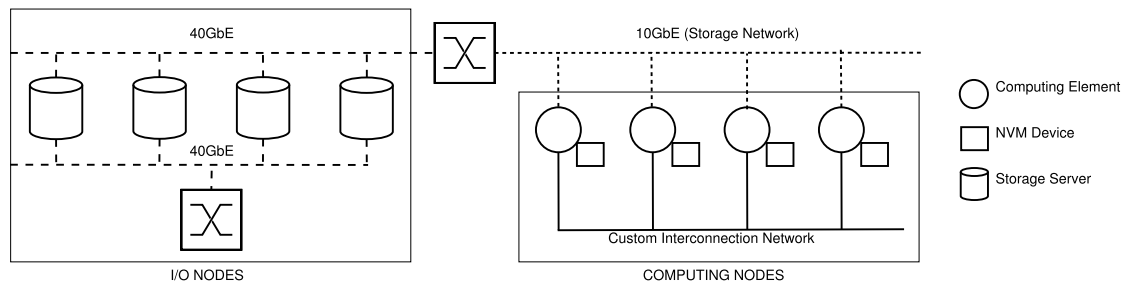 40GbE
10GbE (Storage Network)
Computing Element
NVM Device
40GbE
Storage Server
Custom Interconnection Network
I/O NODES
COMPUTING NODES